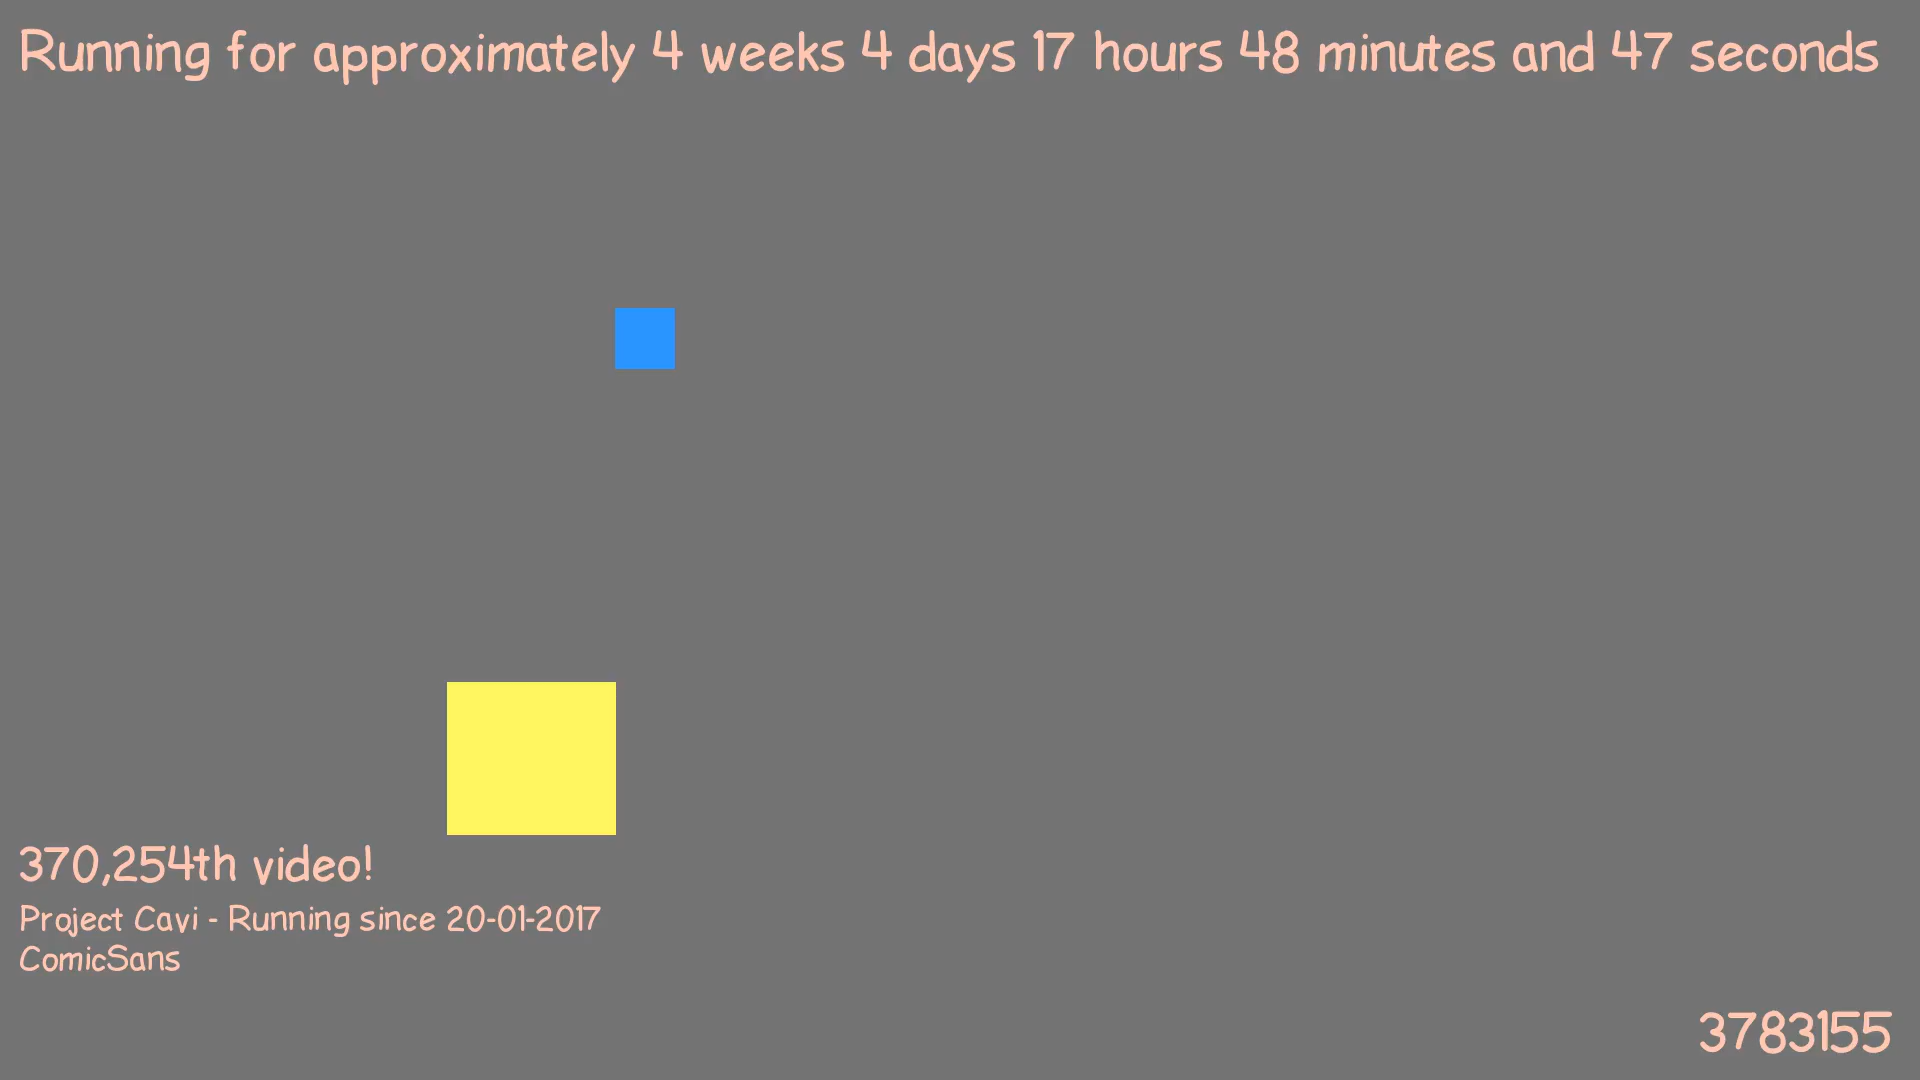 Running for approximately 4 weeks 4 days 17 hours 48 minutes and 47 seconds
370,254th video!
Project Cavi - Running since 20-01-2017
ComicSans
3783155